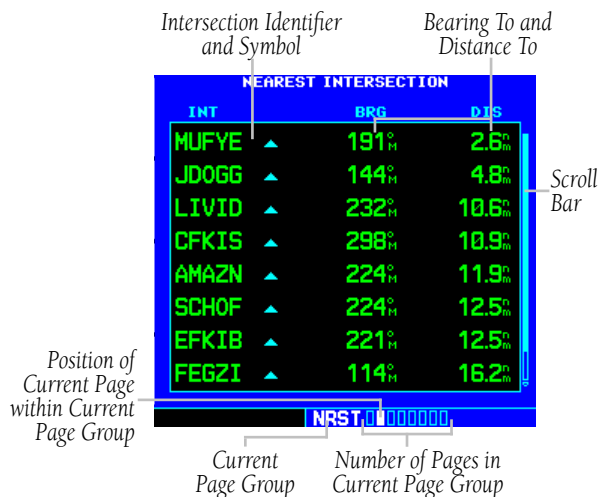 Intersection Identifier
and Symbol
Bearing To and
Distance To
NEAREST INTERSECTION
INT BRG DIS
MUFYE 191°M 2.6nm
JDOGG 144°M 4.8nm
LIVID 232°M 10.6nm
CFKIS 298°M 10.9nm
AMAZN 224°M 11.9nm
SCHOF 224°M 12.5nm
EFKIB 221°M 12.5nm
FEGZI 114°M 16.2nm
Scroll
Bar
Position of
Current Page
within Current
Page Group
NRST
Current
Page Group
Number of Pages in
Current Page Group